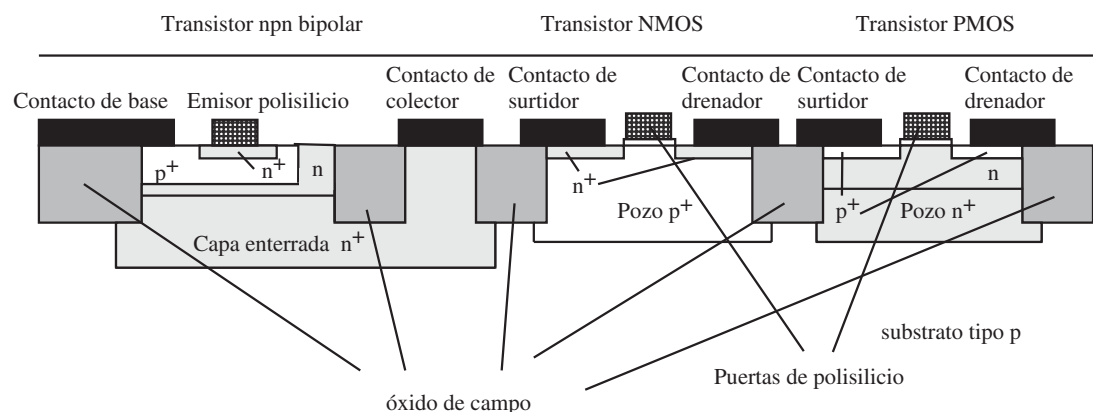 Transistor npn bipolar
Transistor NMOS
Transistor PMOS
Contacto de base
Emisor polisilicio
Contacto de
colector
Contacto de
surtidor
Contacto de
drenador
Contacto de
surtidor
Contacto de
drenador
p+
n+
n
n+
n
Pozo p+
p+
Pozo n+
Capa enterrada n+
substrato tipo p
Puertas de polisilicio
óxido de campo